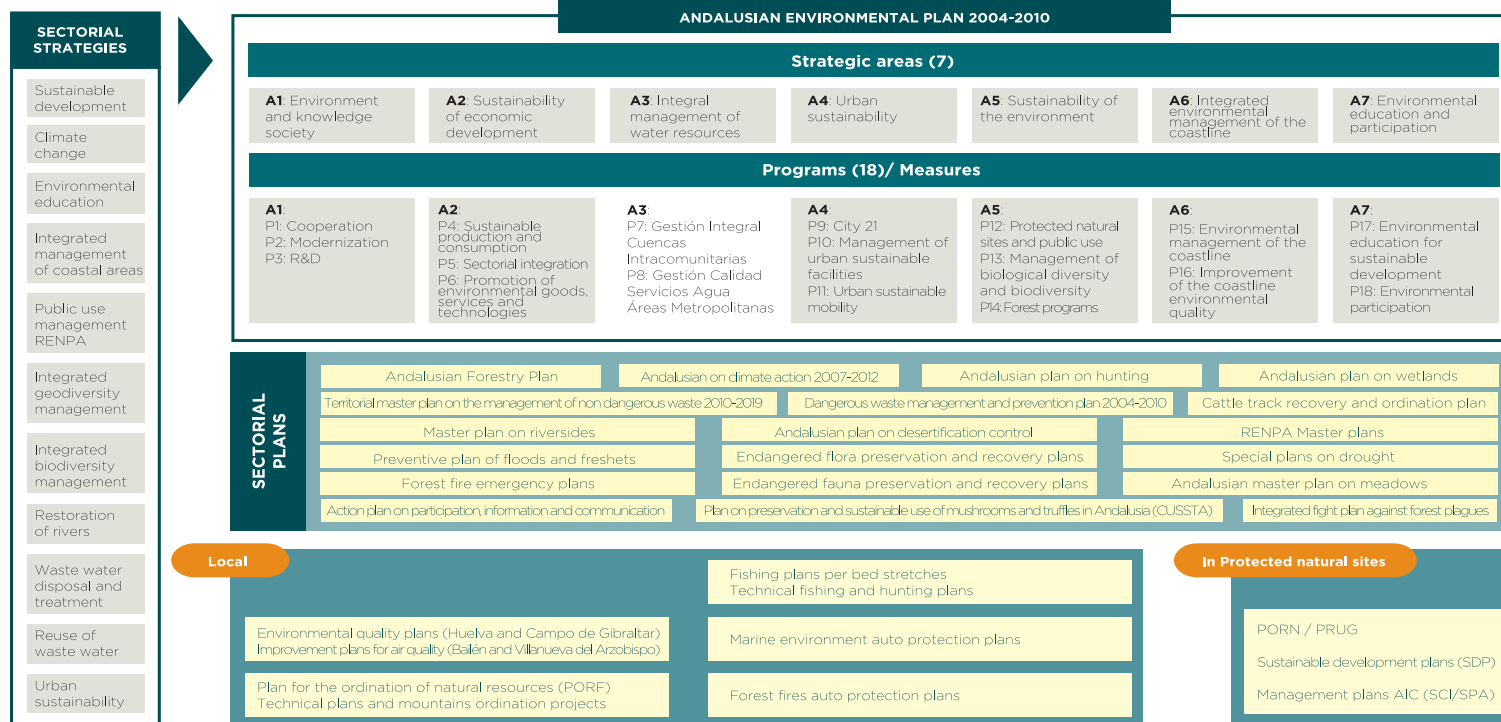 SECTORIAL
STRATEGIES
Sustainable
development
Climate
change
Environmental
education
Integrated
management
of coastal areas
Public use
management
RENPA
Integrated
geodiversity
management
Integrated
biodiversity
management
Restoration
of rivers
Waste water
disposal and
treatment
Reuse of
waste water
Urban
sustainability
ANDALUSIAN ENVIRONMENTAL PLAN 2004-2010
Strategic areas (7)
A1: Environment
and knowledge
society
A2: Sustainability
of economic
development
A3: Integral
management of
water resources
A4: Urban
sustainability
A5: Sustainability of
the environment
A6: Integrated
environmental
management of the
coastline
A7: Environmental
education and
participation
Programs (18)/ Measures
A1:
P1: Cooperation
P2: Modernization
P3: R&D
A2:
P4: Sustainable
production and
consumption
P5: Sectorial integration
P6: Promotion of
environmental goods,
services and
technologies
A3:
P7: Gestión Integral
Cuencas
Intracomunitarias
P8: Gestión Calidad
Servicios Agua
Áreas Metropolitanas
A4
P9: City 21
P10: Management of
urban sustainable
facilities
P11: Urban sustainable
mobility
A5:
P12: Protected natural
sites and public use
P13: Management of
biological diversity
and biodiversity
P14: Forest programs
A6:
P15: Environmental
management of the
coastline
P16: Improvement
of the coastline
environmental
quality
A7:
P17: Environmental
education for
sustainable
development
P18: Environmental
participation
SECTORIAL
PLANS
Andalusian Forestry Plan
Andalusian on climate action 2007-2012
Andalusian plan on hunting
Andalusian plan on wetlands
Territorial master plan on the management of non dangerous waste 2010-2019
Dangerous waste management and prevention plan 2004-2010
Cattle track recovery and ordination plan
Master plan on riversides
Andalusian plan on desertification control
RENPA Master plans
Preventive plan of floods and freshets
Endangered flora preservation and recovery plans
Special plans on drought
Forest fire emergency plans
Endangered fauna preservation and recovery plans
Andalusian master plan on meadows
Action plan on participation, information and communication
Plan on preservation and sustainable use of mushrooms and truffles in Andalusia (CUSSTA)
Integrated fight plan against forest plagues
Local
Fishing plans per bed stretches
Technical fishing and hunting plans
Environmental quality plans (Huelva and Campo de Gibraltar)
Improvement plans for air quality (Bailén and Villanueva del Arzobispo)
Marine environment auto protection plans
Plan for the ordination of natural resources (PORF)
Technical plans and mountains ordination projects
Forest fires auto protection plans
In Protected natural sites
PORN / PRUG
Sustainable development plans (SDP)
Management plans AIC (SCI/SPA)